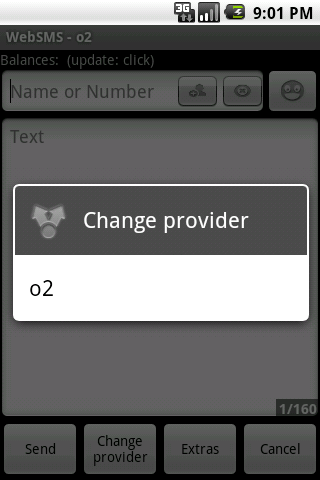 3G 9:01 PM
WebSMS - o2
Balances: (update: click)
Name or Number
Text
Change provider
o2
1/160
Send Change provider Extras Cancel